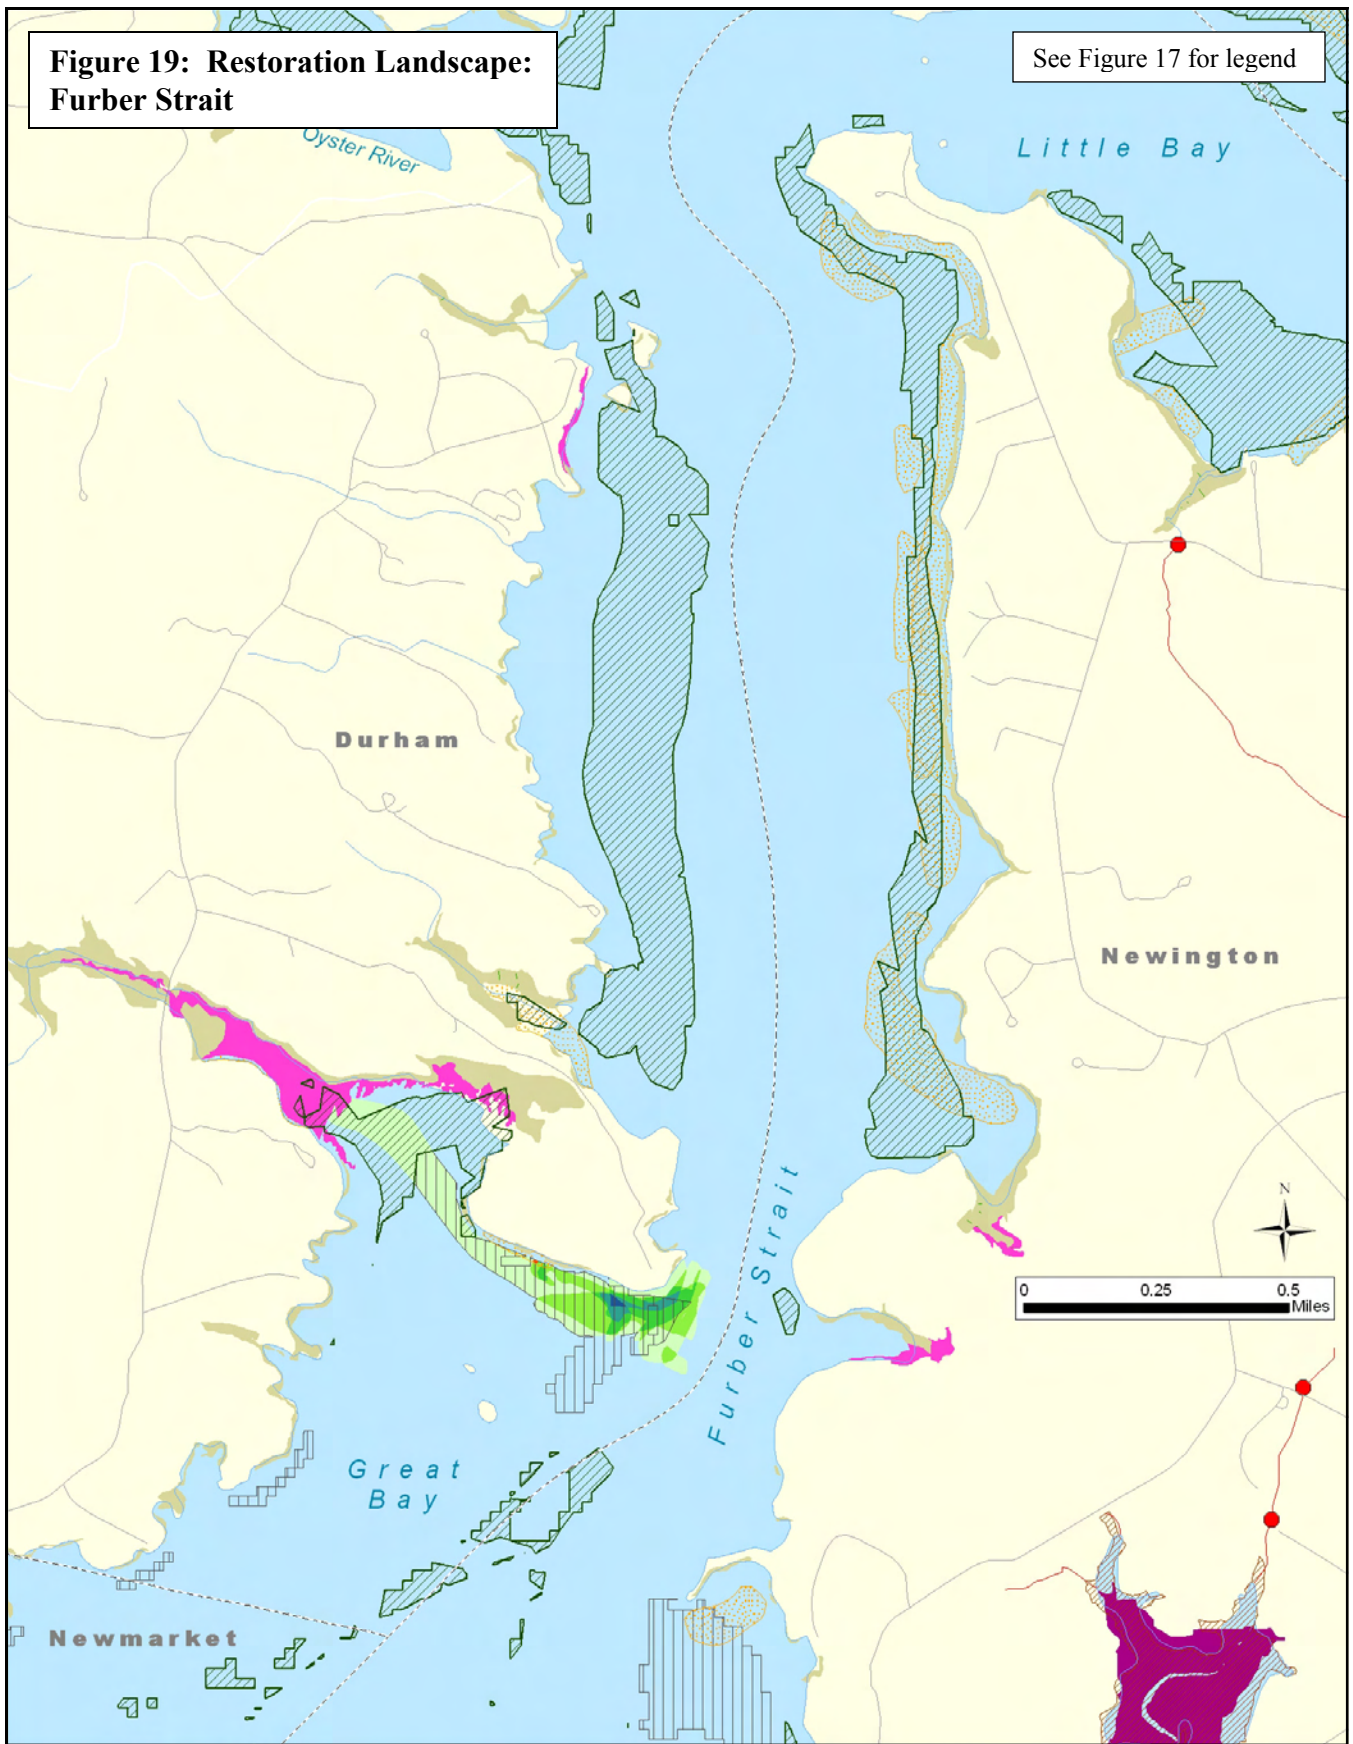 Figure 19: Restoration Landscape:
Furber Strait
See Figure 17 for legend
Oyster River
Little Bay
Durham
Newington
Furber Strait
N
0 0.25 0.5
Miles
Great
Bay
Newmarket